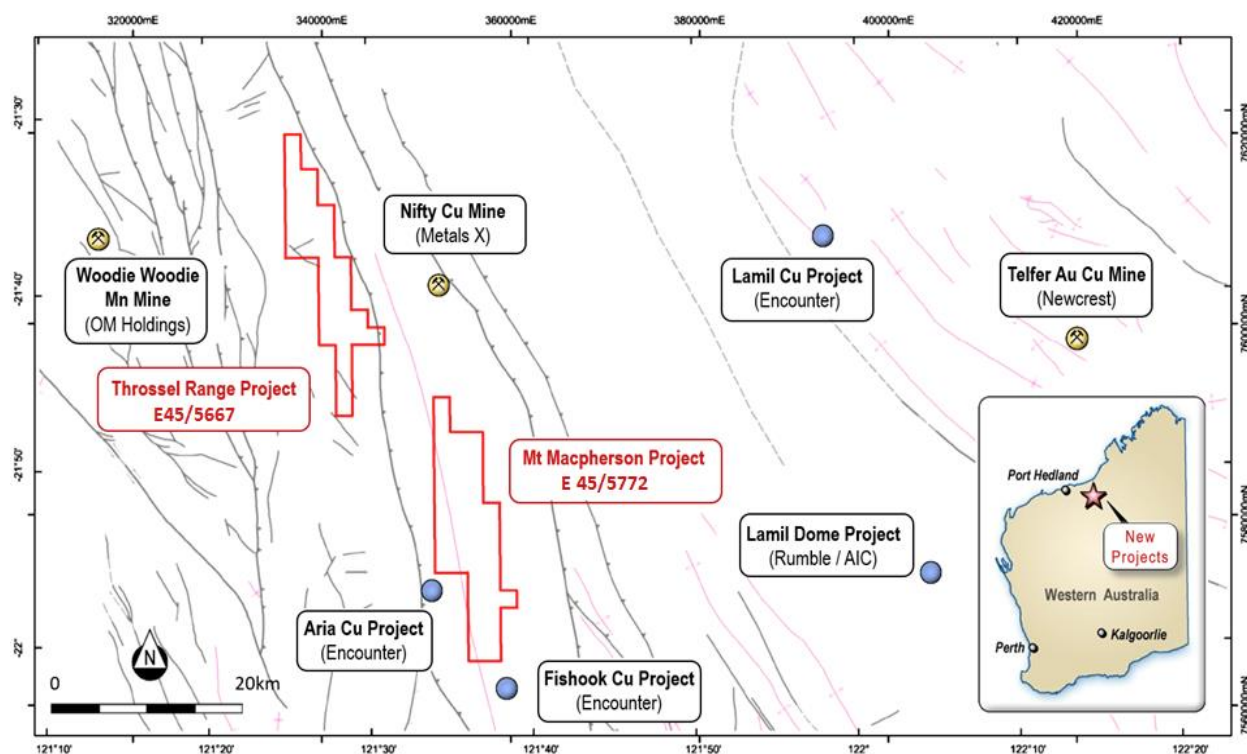 320000mE
340000mE
360000mE
380000mE
400000mE
420000mE
-21°30'
7620000mN
Nifty Cu Mine
(Metals X)
Woodie Woodie
Mn Mine
(OM Holdings)
Lamil Cu Project
(Encounter)
Telfer Au Cu Mine
(Newcrest)
-21°40'
7600000mN
Throssel Range Project
E45/5667
Mt Macpherson Project
E 45/5772
-21°50'
Port Hedland
New
Projects
Western Australia
Kalgoorlie
Perth
7580000mN
Lamil Dome Project
(Rumble / AIC)
Aria Cu Project
(Encounter)
-22°
Fishook Cu Project
(Encounter)
N
0
20km
7560000mN
121°10'
121°20'
121°30'
121°40'
121°50'
122°
122°10'
122°20'